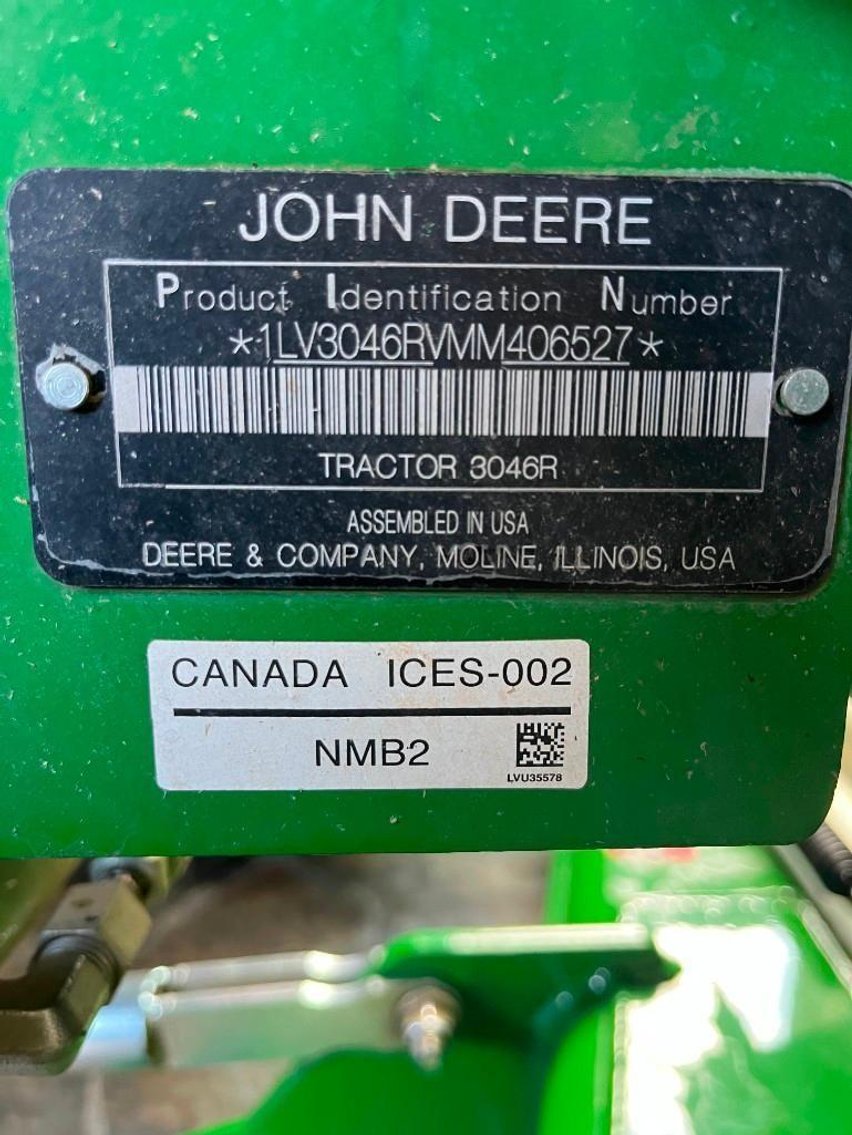 JOHN DEERE
Product Identification Number
*1LV3046RVMM406527*
TRACTOR 3046R
ASSEMBLED IN USA
DEERE & COMPANY, MOLINE, ILLINOIS, USA
CANADA ICES-002
NMB2
LVU35578